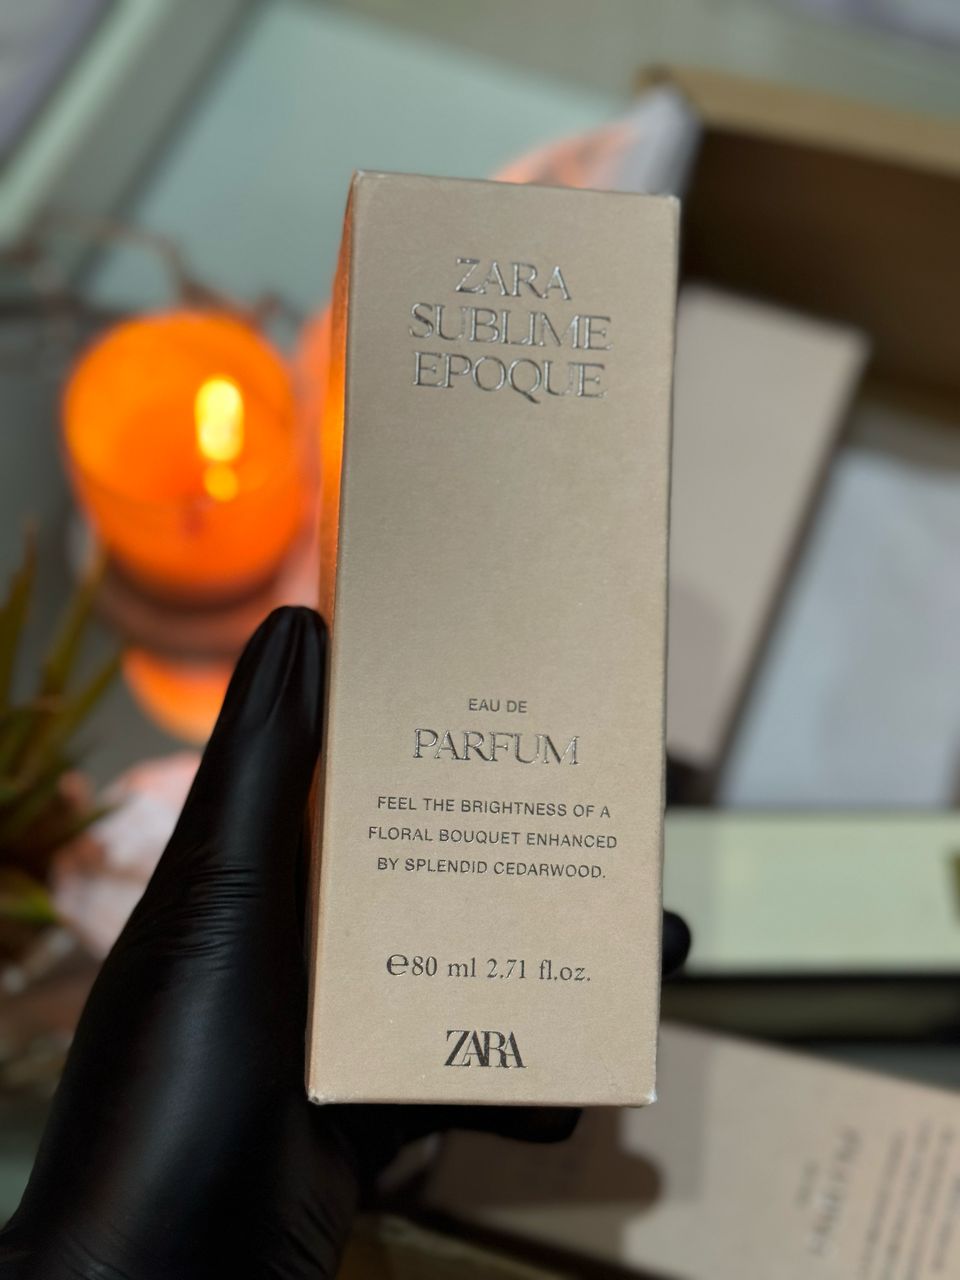 ZARA
SUBLIME
EPOQUE
EAU DE
PARFUM
FEEL THE BRIGHTNESS OF A
FLORAL BOUQUET ENHANCED
BY SPLENDID CEDARWOOD.
℮80 ml 2.71 fl.oz.
ZARA